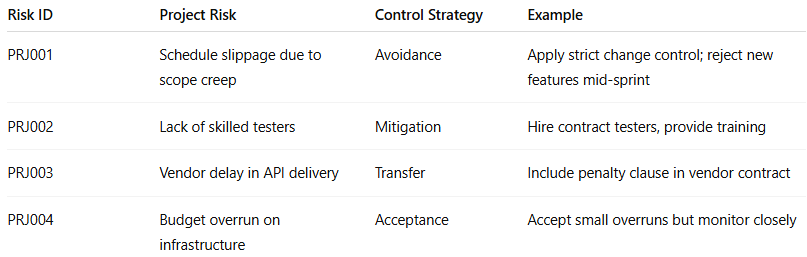 Risk ID Project Risk Control Strategy Example
PRJ001 Schedule slippage due to scope creep Avoidance Apply strict change control; reject new features mid-sprint
PRJ002 Lack of skilled testers Mitigation Hire contract testers, provide training
PRJ003 Vendor delay in API delivery Transfer Include penalty clause in vendor contract
PRJ004 Budget overrun on infrastructure Acceptance Accept small overruns but monitor closely